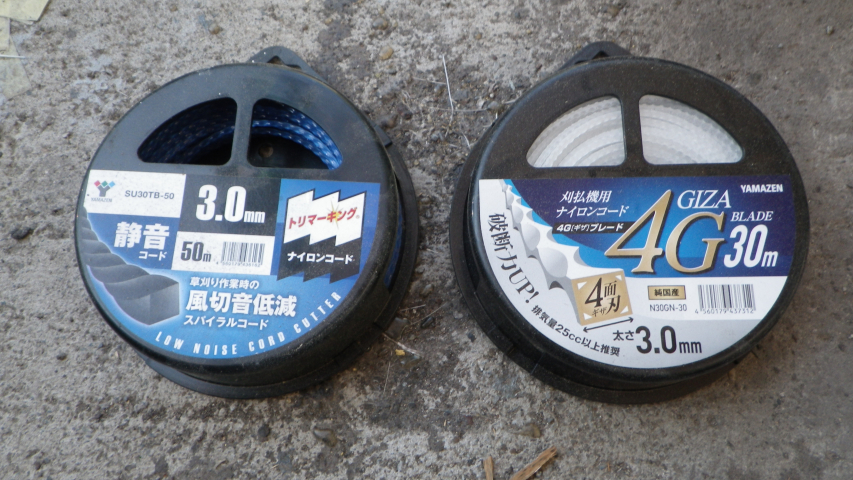 YAMAZEN
SU30TB-50
3.0mm
静音
コード
50m
トリマーキング
ナイロンコード
草刈り作業時の
風切音低減
スパイラルコード
LOW NOISE CORD CUTTER
YAMAZEN
刈払機用
ナイロンコード
4G(ギザ)ブレード
4G
GIZA
BLADE
30m
破断力UP!
4面
ギザ刃
純国産
N30GN-30
4 560179 437312
排気量25cc以上推奨
太さ3.0mm